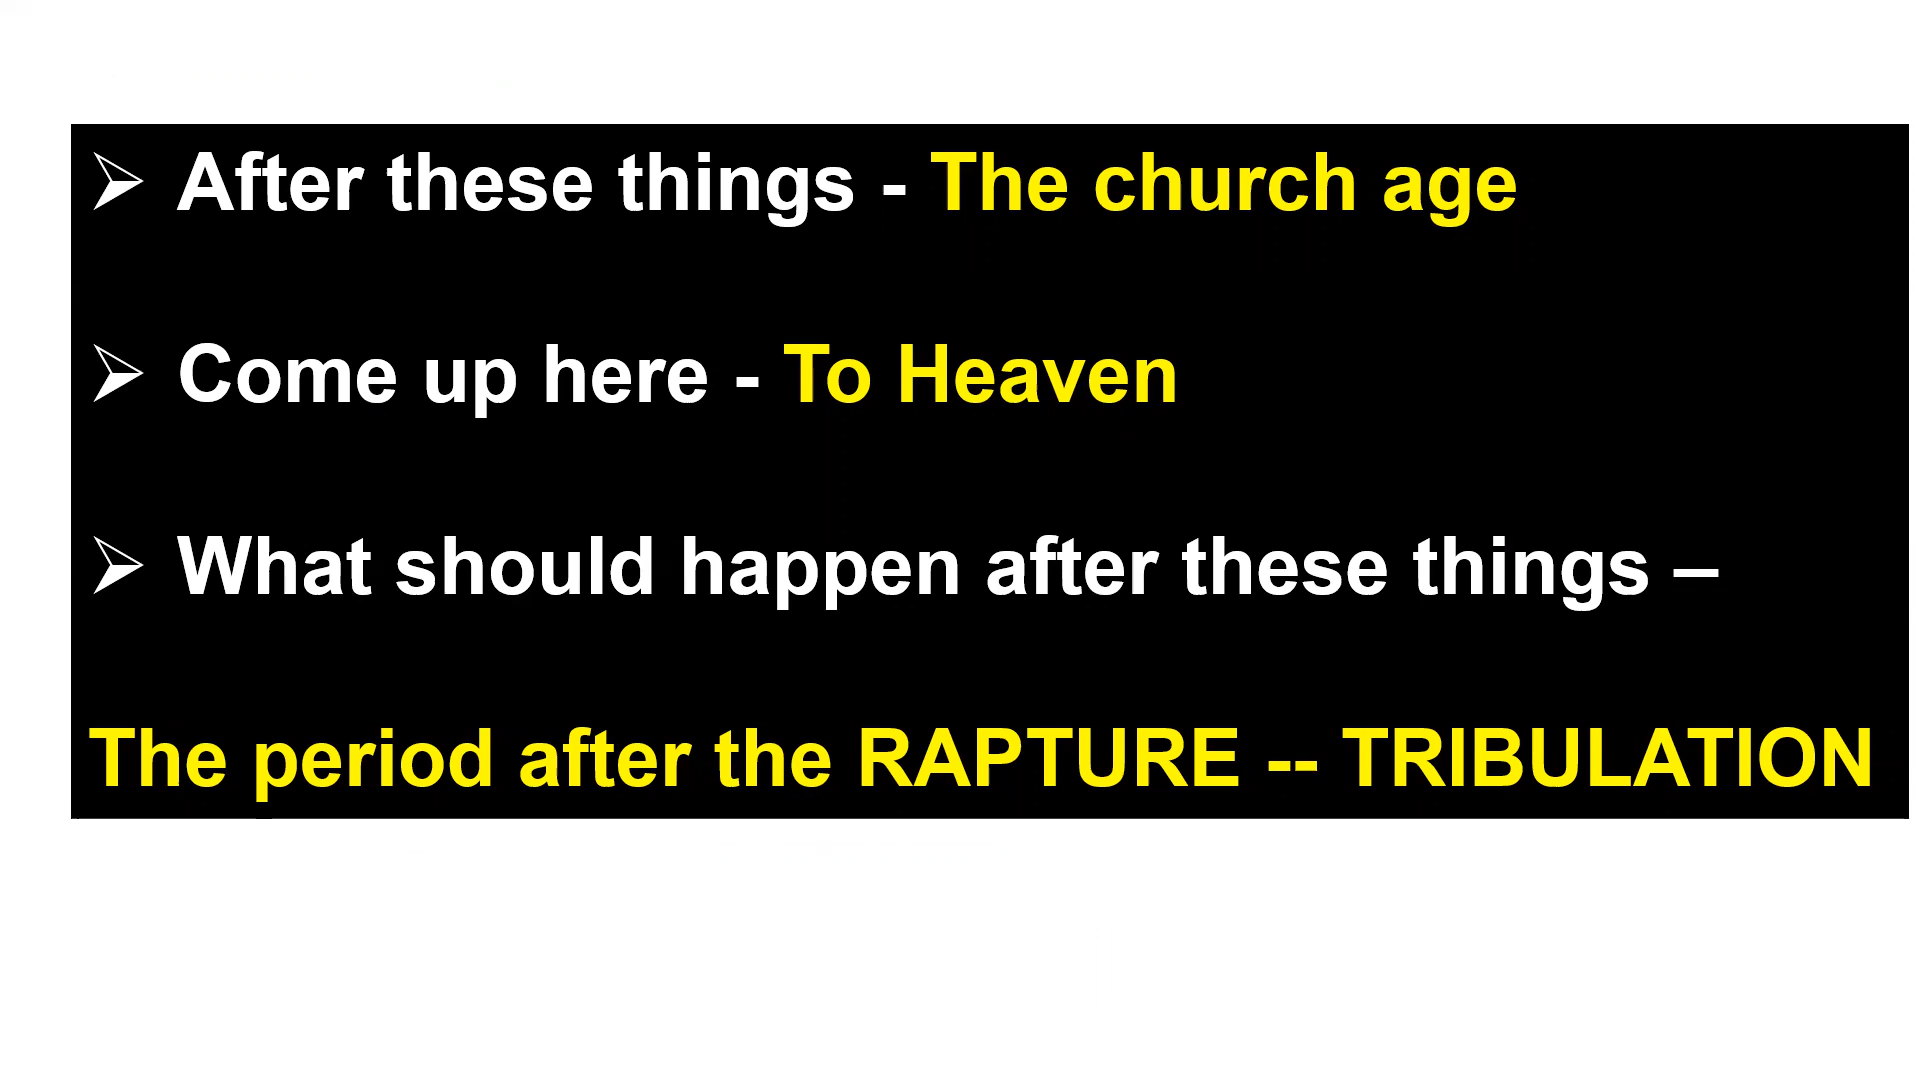 ➢ After these things - The church age
➢ Come up here - To Heaven
➢ What should happen after these things –
The period after the RAPTURE -- TRIBULATION